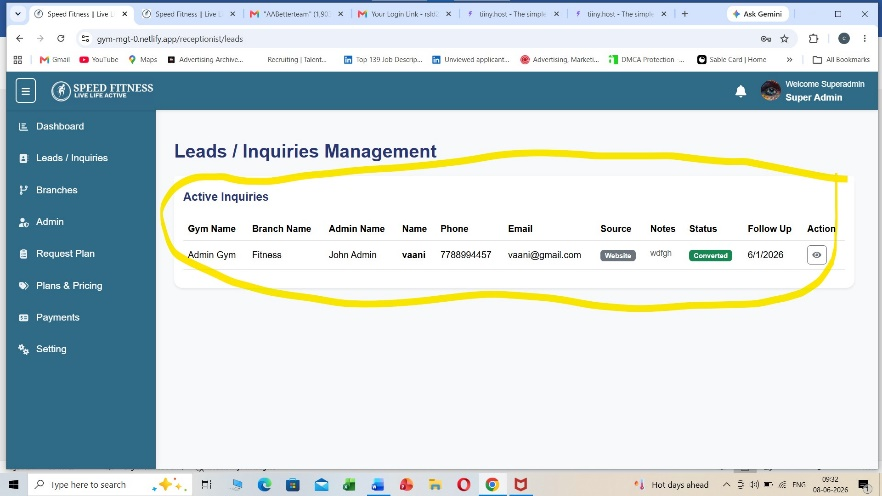 Speed Fitness || Live L
Speed Fitness || Live L
"AABetterteam" (1,90
Your Login Link - rsld
tiiny.host - The simple
tiiny.host - The simple
Ask Gemini
gym-mgt-0.netlify.app/receptionist/leads
Gmail
YouTube
Maps
Advertising Archive...
Recruiting | Talent...
Top 139 Job Descrip...
Unviewed applicant...
Advertising, Marketi...
DMCA Protection ...
Sable Card | Home
All Bookmarks
SPEED FITNESS
LIVE LIFE ACTIVE
Welcome Superadmin
Super Admin
Dashboard
Leads / Inquiries
Branches
Admin
Request Plan
Plans & Pricing
Payments
Setting
Leads / Inquiries Management
Active Inquiries
Gym Name Branch Name Admin Name Name Phone Email Source Notes Status Follow Up Action
Admin Gym Fitness John Admin vaani 7788994457 vaani@gmail.com Website wdfgh Converted 6/1/2026
Type here to search
Hot days ahead
ENG
09:32
08-06-2026